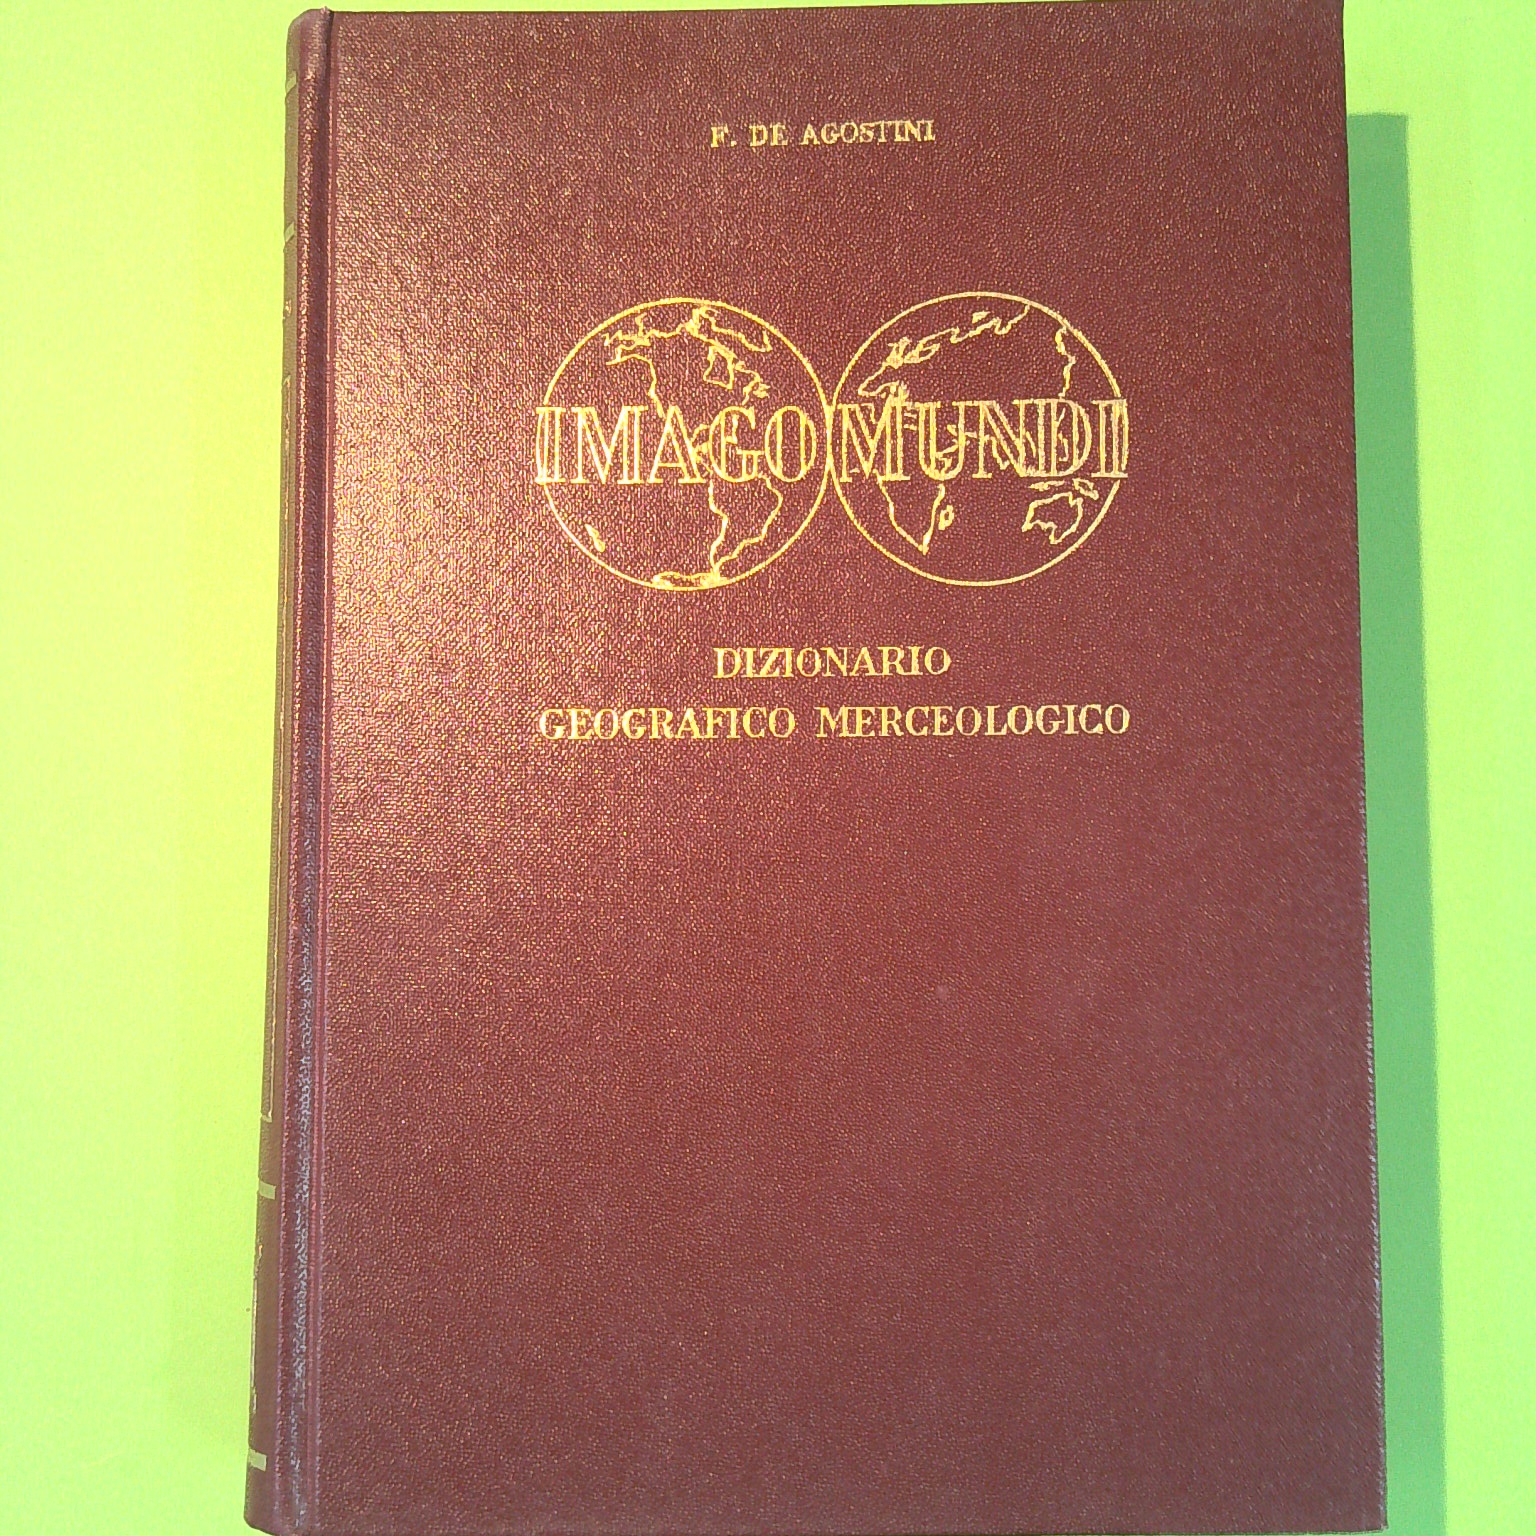 F. DE AGOSTINI
IMAGO MUNDI
DIZIONARIO
GEOGRAFICO MERCEOLOGICO